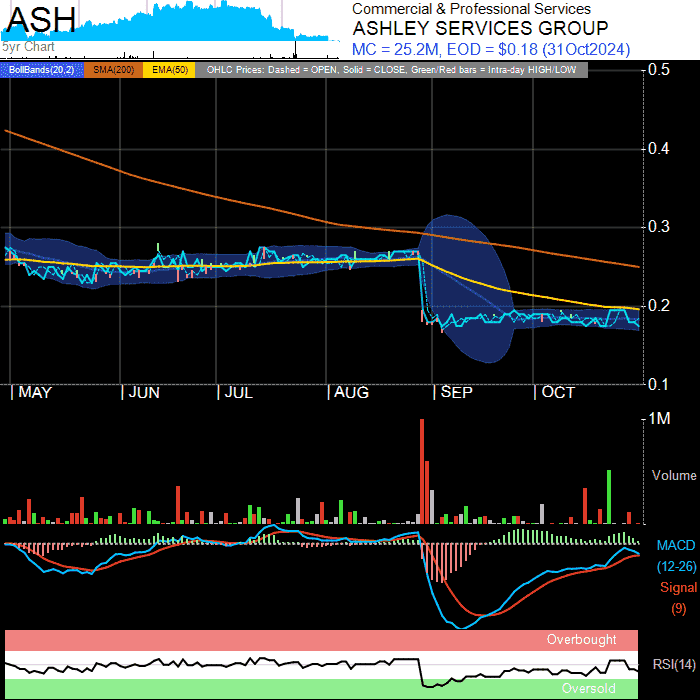 ASH
5yr Chart
Commercial & Professional Services
ASHLEY SERVICES GROUP
MC = 25.2M, EOD = $0.18 (31Oct2024)
BollBands(20,2) SMA(200) EMA(50) OHLC Prices: Dashed = OPEN, Solid = CLOSE, Green/Red bars = Intra-day HIGH/LOW
0.5
0.4
0.3
0.2
0.1
MAY JUN JUL AUG SEP OCT
1M
Volume
MACD
(12-26)
Signal
(9)
Overbought
RSI(14)
Oversold